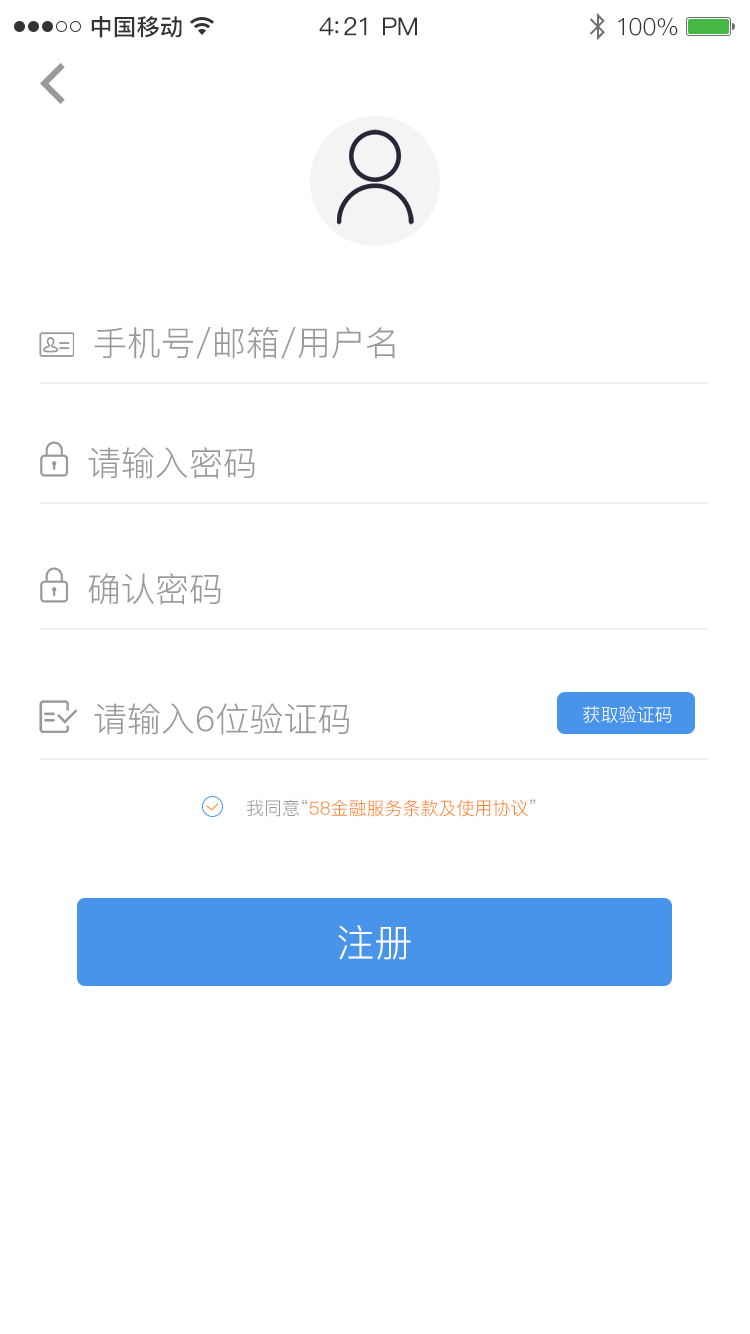 中国移动 4:21 PM 100%
手机号/邮箱/用户名
请输入密码
确认密码
请输入6位验证码 获取验证码
我同意“58金融服务条款及使用协议”
注册